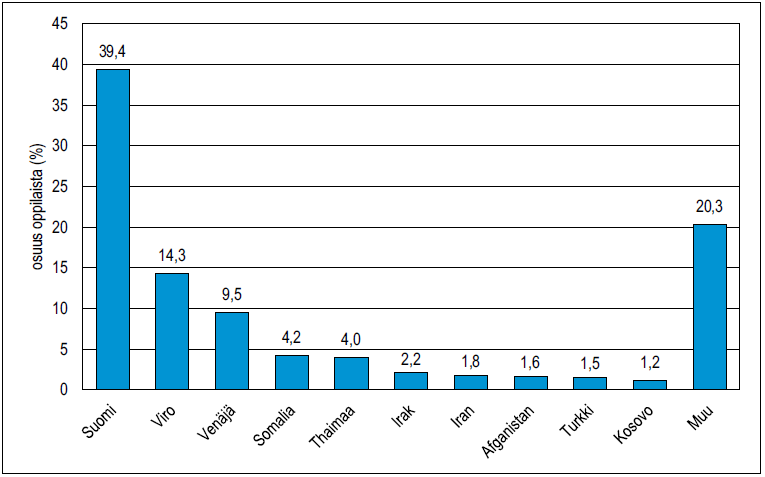 osuus oppilaista (%)
45
40
35
30
25
20
15
10
5
0
39,4
14,3
9,5
4,2
4,0
2,2
1,8
1,6
1,5
1,2
20,3
Suomi
Viro
Venäjä
Somalia
Thaimaa
Irak
Iran
Afganistan
Turkki
Kosovo
Muu